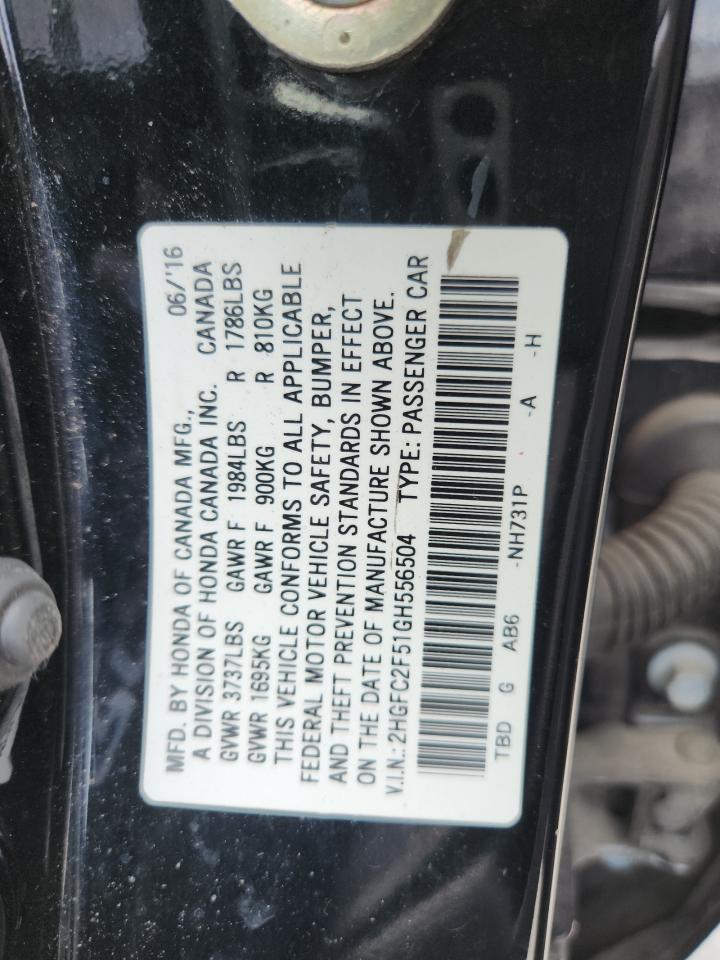 MFD. BY HONDA OF CANADA MFG., 06/'16
A DIVISION OF HONDA CANADA INC. CANADA
GVWR 3737LBS GAWR F 1984LBS R 1786LBS
GVWR 1695KG GAWR F 900KG R 810KG
THIS VEHICLE CONFORMS TO ALL APPLICABLE
FEDERAL MOTOR VEHICLE SAFETY, BUMPER,
AND THEFT PREVENTION STANDARDS IN EFFECT
ON THE DATE OF MANUFACTURE SHOWN ABOVE.
V.I.N.: 2HGFC2F51GH556504 TYPE: PASSENGER CAR
TBD G AB6 -NH731P -A -H